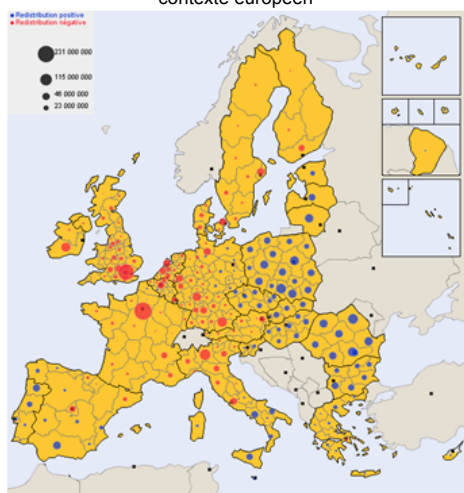 contexte européen
Redistribution positive
Redistribution négative
231 000 000
115 000 000
46 000 000
23 000 000